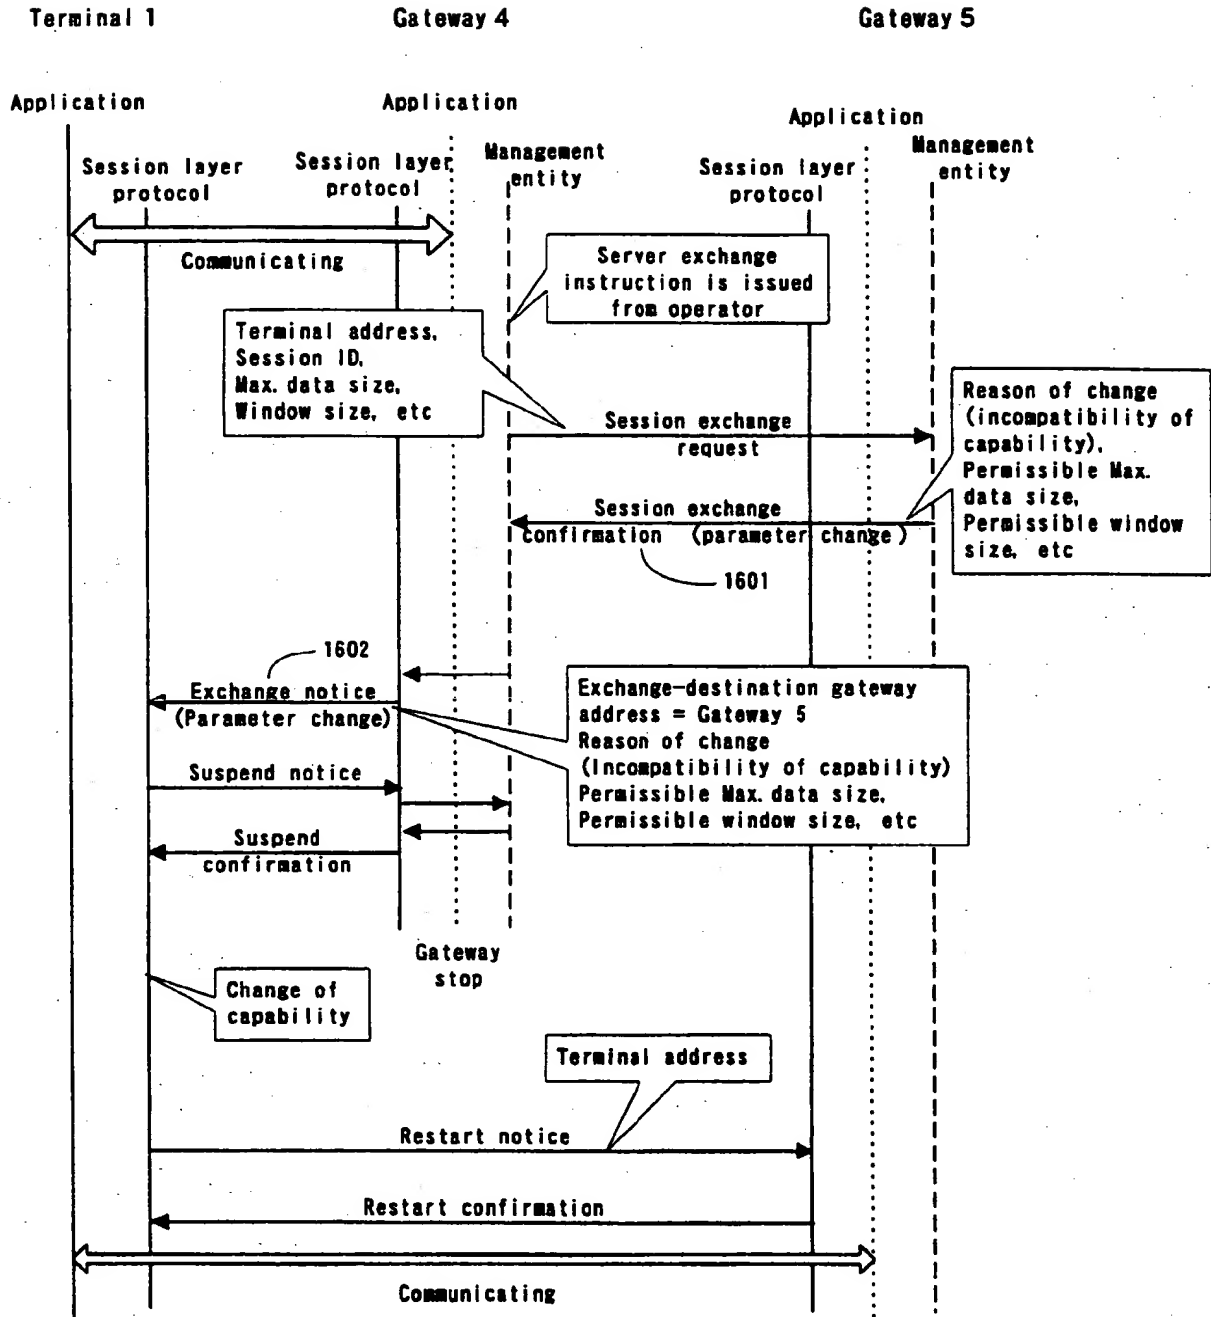 Terminal 1
Gateway 4
Gateway 5
Application
Application
Application
Session layer
protocol
Session layer
protocol
Management
entity
Session layer
protocol
Management
entity
Communicating
Server exchange
instruction is issued
from operator
Terminal address,
Session ID,
Max. data size,
Window size, etc
Session exchange
request
Reason of change
(incompatibility of
capability),
Permissible Max.
data size,
Permissible window
size, etc
Session exchange
confirmation (parameter change)
1601
1602
Exchange notice
(Parameter change)
Exchange-destination gateway
address = Gateway 5
Reason of change
(Incompatibility of capability)
Permissible Max. data size,
Permissible window size, etc
Suspend notice
Suspend
confirmation
Gateway
stop
Change of
capability
Terminal address
Restart notice
Restart confirmation
Communicating